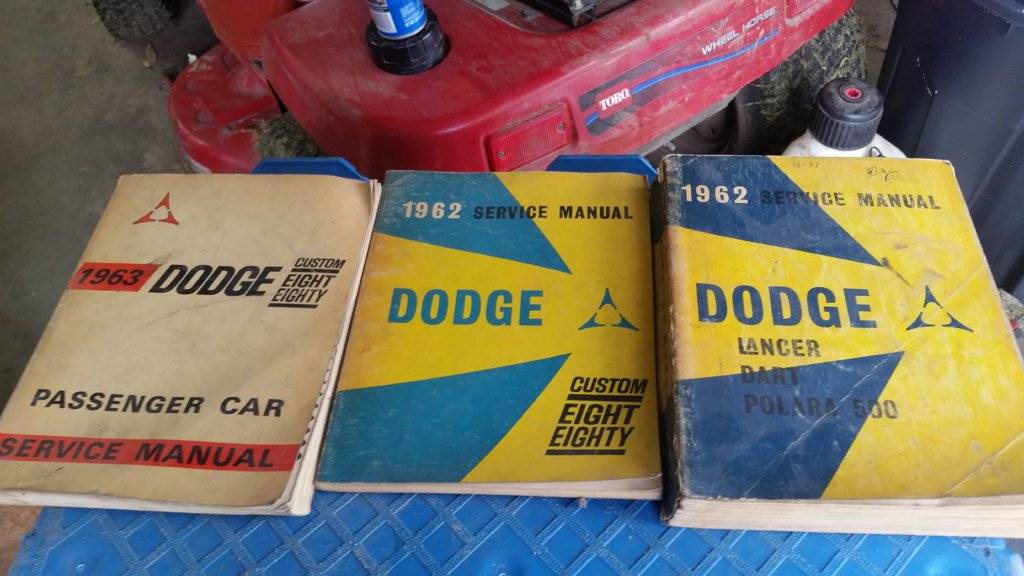 WHEEL HORSE
TORO
1963 DODGE CUSTOM
EIGHT
EIGHTY
PASSENGER CAR
SERVICE MANUAL
1962 SERVICE MANUAL
DODGE
CUSTOM
EIGHT
EIGHTY
1962 SERVICE MANUAL
DODGE
LANCER
DART
POLARA 500